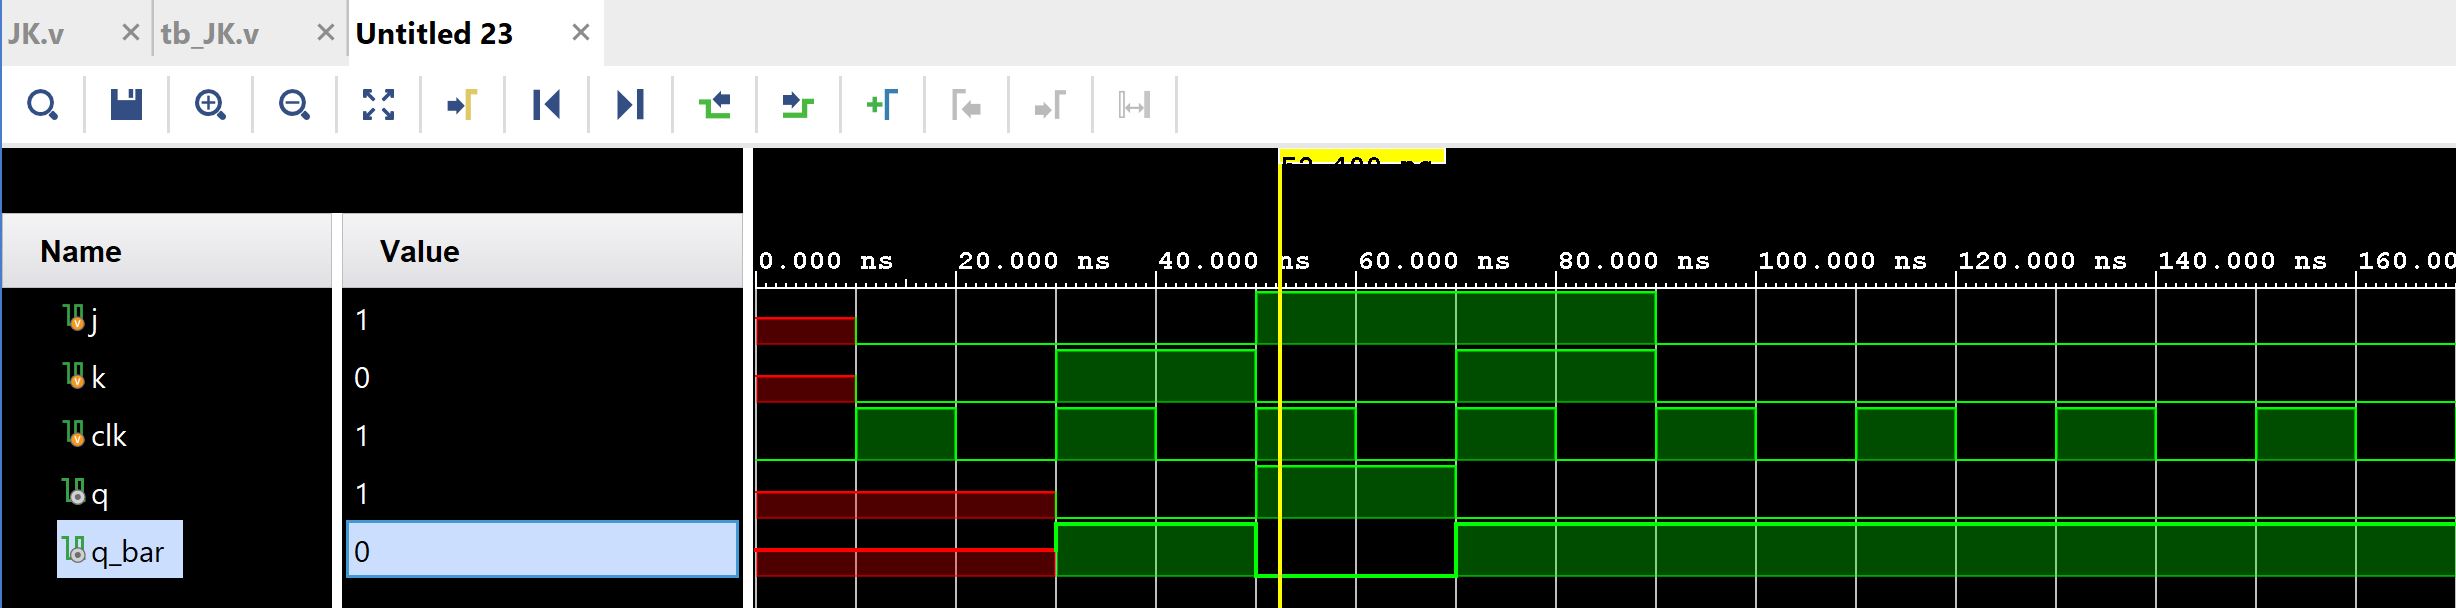 JK.v tb_JK.v Untitled 23
Name Value
0.000 ns 20.000 ns 40.000 ns 60.000 ns 80.000 ns 100.000 ns 120.000 ns 140.000 ns 160.00
j 1
k 0
clk 1
q 1
q_bar 0